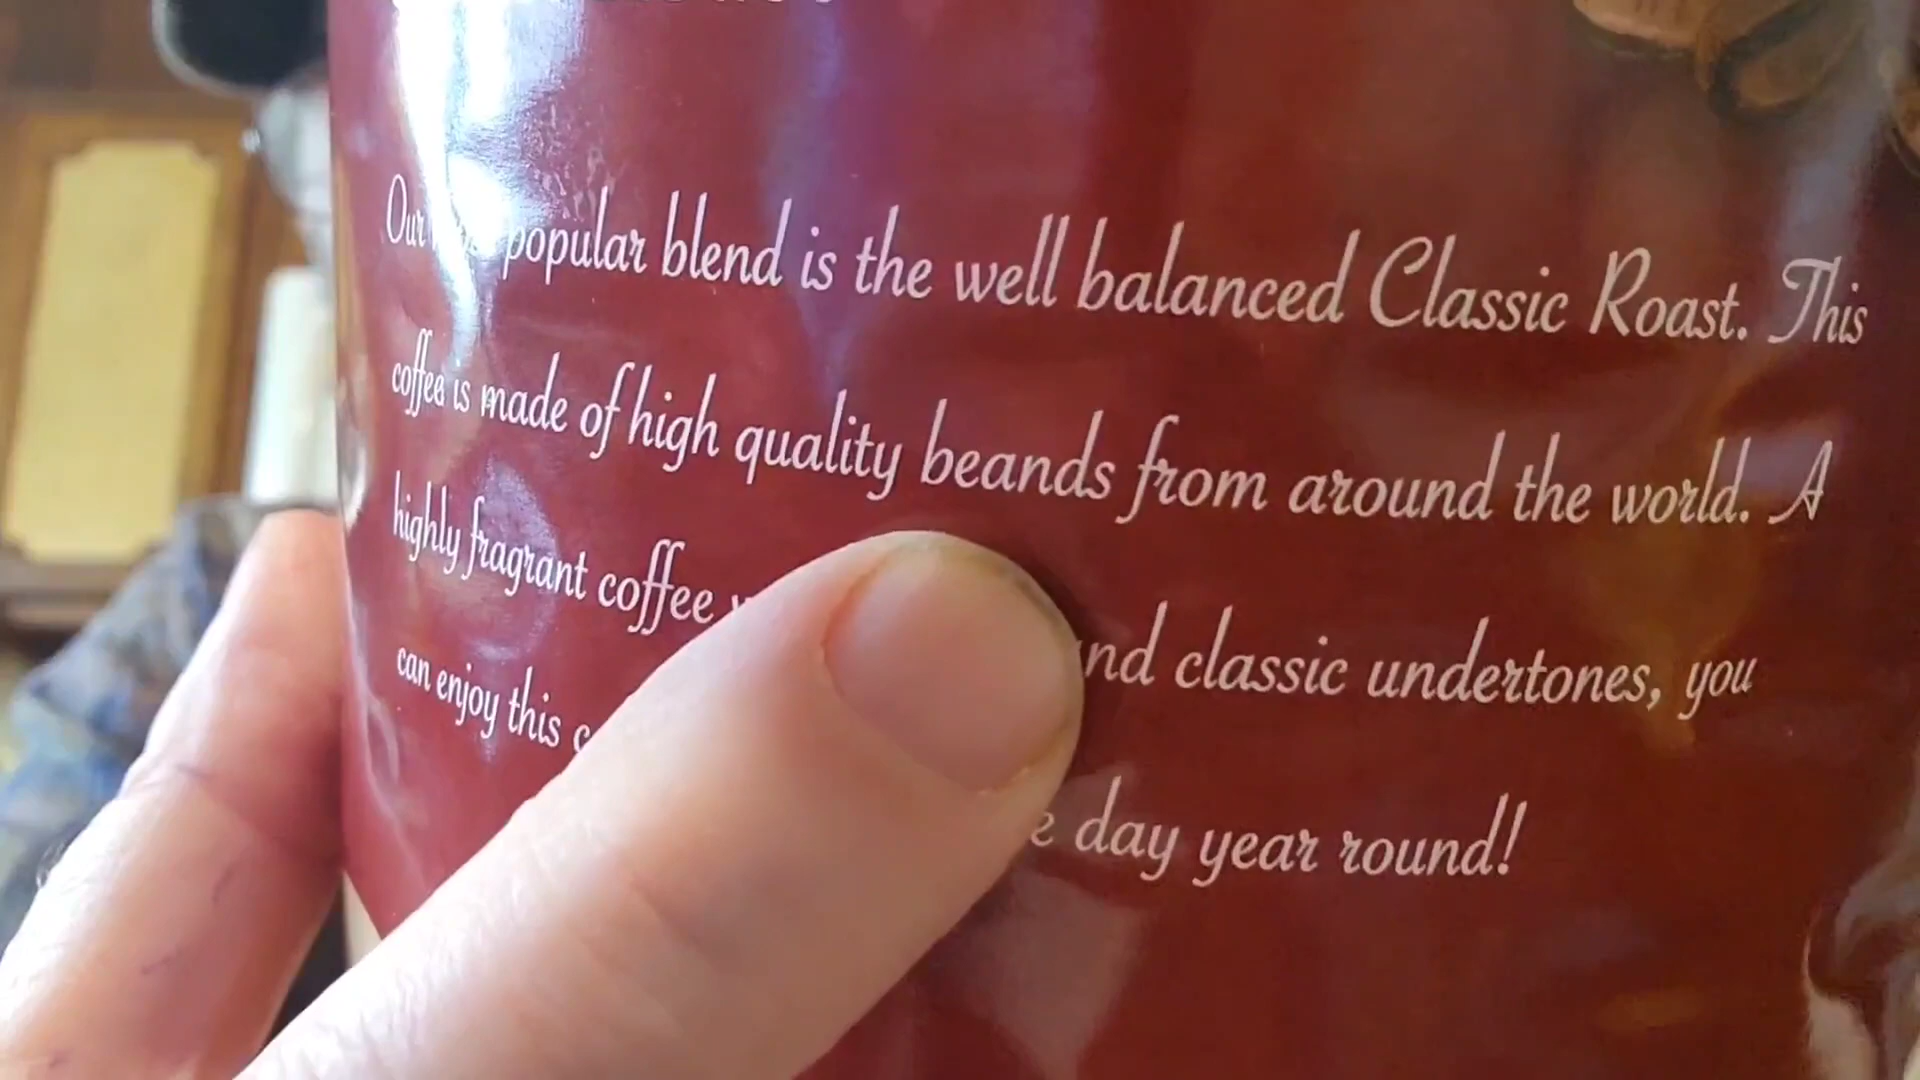 Our popular blend is the well balanced Classic Roast. This
coffee is made of high quality beands from around the world. A
highly fragrant coffee and classic undertones, you
can enjoy this day year round!